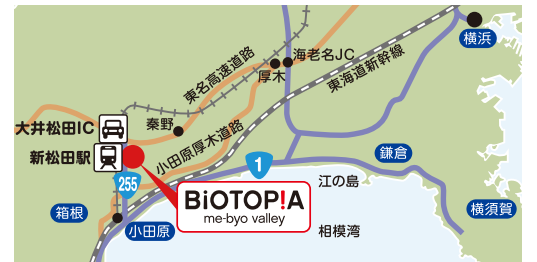 横浜
海老名JC
東名高速道路
厚木
東海道新幹線
大井松田IC
秦野
小田原厚木道路
新松田駅
1
鎌倉
255
江の島
BiOTOP!A
me-byo valley
箱根
横須賀
小田原
相模湾